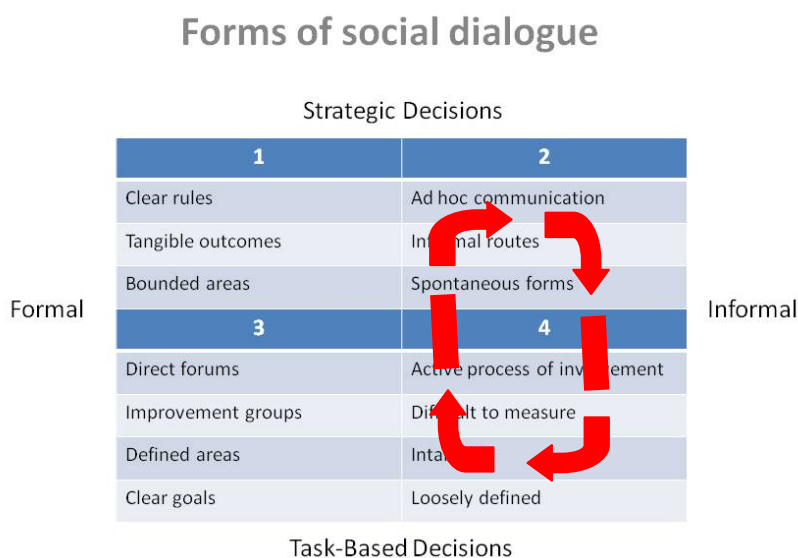 Forms of social dialogue
Strategic Decisions
1 2
Clear rules Ad hoc communication
Tangible outcomes routes
Bounded areas Spontaneous forms
Formal Informal
3 4
Direct forums Active process of
Improvement groups to measure
Defined areas
Clear goals Loosely defined
Task-Based Decisions